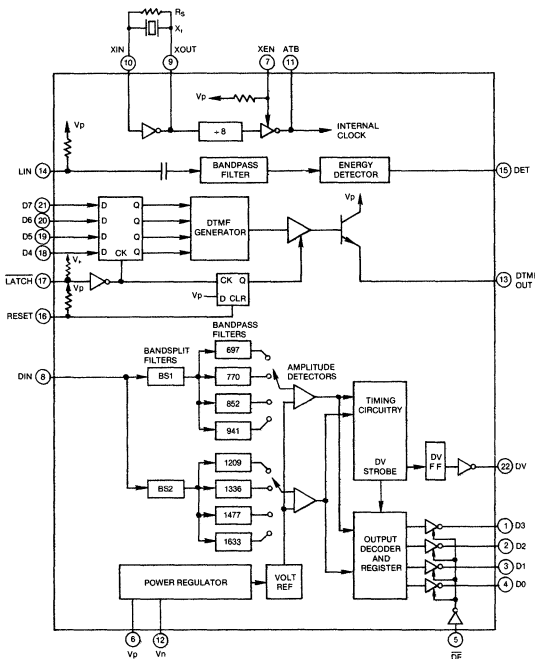 RS
X1
XIN XOUT XEN ATB
10 9 7 11
Vp
÷8
INTERNAL CLOCK
Vp
LIN 14
BANDPASS FILTER
ENERGY DETECTOR
15 DET
D7 21 D Q
D6 20 D Q
D5 19 D Q
D4 18 D Q
CK
DTMF GENERATOR
Vp
13 DTMF OUT
V+
LATCH 17
Vp
CK Q
Vp D CLR
RESET 16
DIN 8
BANDSPLIT FILTERS
BANDPASS FILTERS
AMPLITUDE DETECTORS
BS1
697
770
852
941
TIMING CIRCUITRY
DV STROBE
DV F F
22 DV
BS2
1209
1336
1477
1633
OUTPUT DECODER AND REGISTER
1 D3
2 D2
3 D1
4 D0
POWER REGULATOR
VOLT REF
6 12 5
Vp Vn